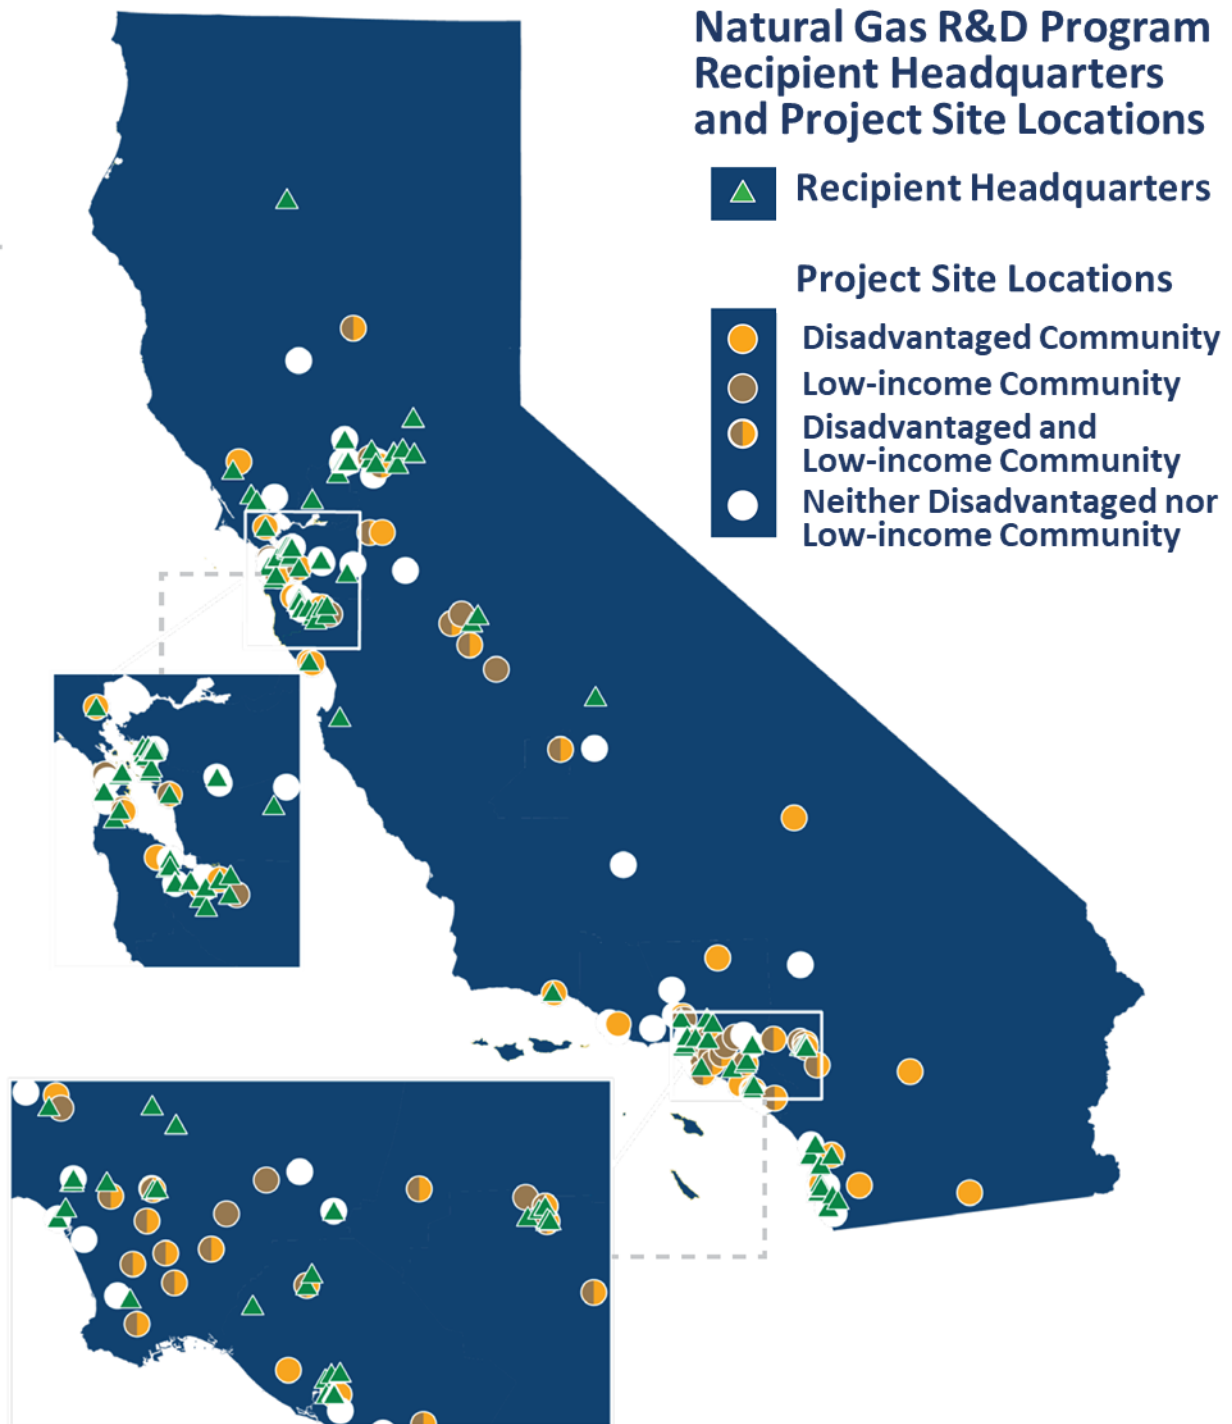 Natural Gas R&D Program
Recipient Headquarters
and Project Site Locations
Recipient Headquarters
Project Site Locations
Disadvantaged Community
Low-income Community
Disadvantaged and
Low-income Community
Neither Disadvantaged nor
Low-income Community